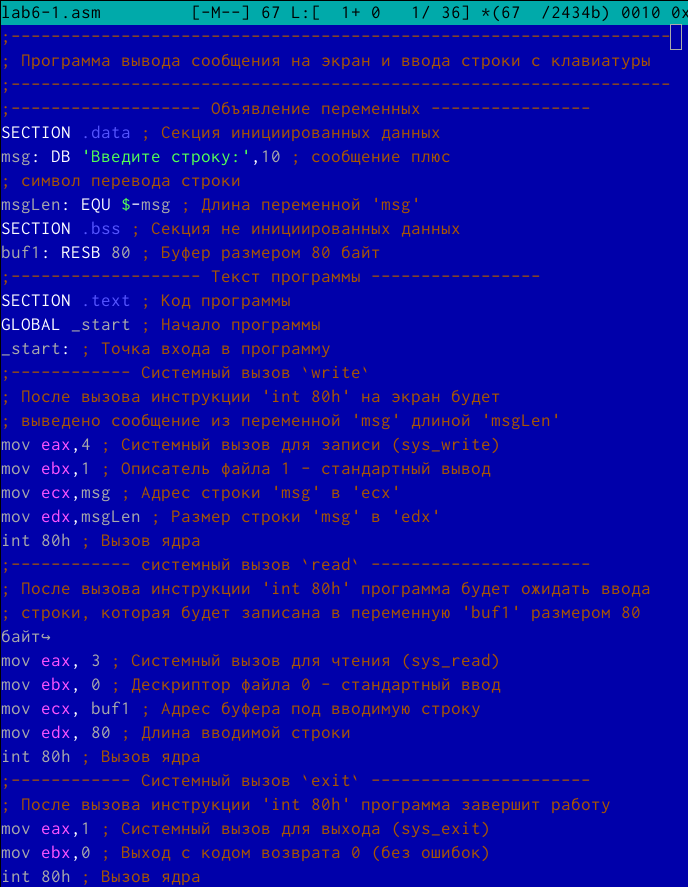 lab6-1.asm [-M--] 67 L:[ 1+ 0 1/ 36] *(67 /2434b) 0010 0x
;------------------------------------------------------------------
; Программа вывода сообщения на экран и ввода строки с клавиатуры
;------------------------------------------------------------------
;------------------- Объявление переменных ----------------
SECTION .data ; Секция инициированных данных
msg: DB 'Введите строку:',10 ; сообщение плюс
; символ перевода строки
msgLen: EQU $-msg ; Длина переменной 'msg'
SECTION .bss ; Секция не инициированных данных
buf1: RESB 80 ; Буфер размером 80 байт
;------------------- Текст программы -----------------
SECTION .text ; Код программы
GLOBAL _start ; Начало программы
_start: ; Точка входа в программу
;------------ Системный вызов `write`
; После вызова инструкции 'int 80h' на экран будет
; выведено сообщение из переменной 'msg' длиной 'msgLen'
mov eax,4 ; Системный вызов для записи (sys_write)
mov ebx,1 ; Описатель файла 1 - стандартный вывод
mov ecx,msg ; Адрес строки 'msg' в 'ecx'
mov edx,msgLen ; Размер строки 'msg' в 'edx'
int 80h ; Вызов ядра
;------------ системный вызов `read` ----------------------
; После вызова инструкции 'int 80h' программа будет ожидать ввода
; строки, которая будет записана в переменную 'buf1' размером 80
байт↪
mov eax, 3 ; Системный вызов для чтения (sys_read)
mov ebx, 0 ; Дескриптор файла 0 - стандартный ввод
mov ecx, buf1 ; Адрес буфера под вводимую строку
mov edx, 80 ; Длина вводимой строки
int 80h ; Вызов ядра
;------------ Системный вызов `exit` ----------------------
; После вызова инструкции 'int 80h' программа завершит работу
mov eax,1 ; Системный вызов для выхода (sys_exit)
mov ebx,0 ; Выход с кодом возврата 0 (без ошибок)
int 80h ; Вызов ядра